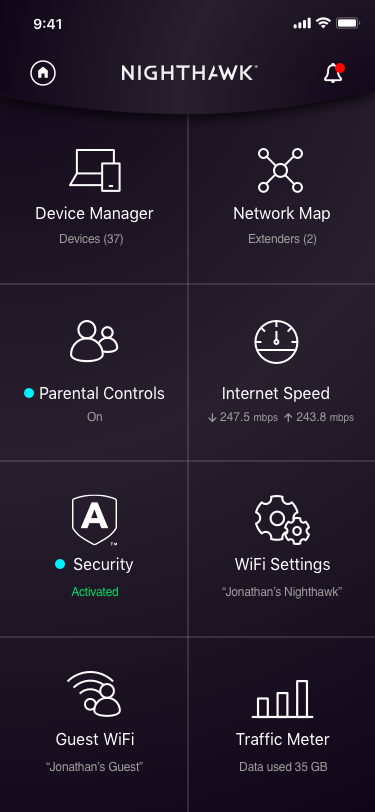 9:41
NIGHTHAWK
Device Manager
Devices (37)
Network Map
Extenders (2)
Parental Controls
On
Internet Speed
↓ 247.5 mbps ↑ 243.8 mbps
A
™
Security
Activated
WiFi Settings
“Jonathan’s Nighthawk”
Guest WiFi
“Jonathan’s Guest”
Traffic Meter
Data used 35 GB